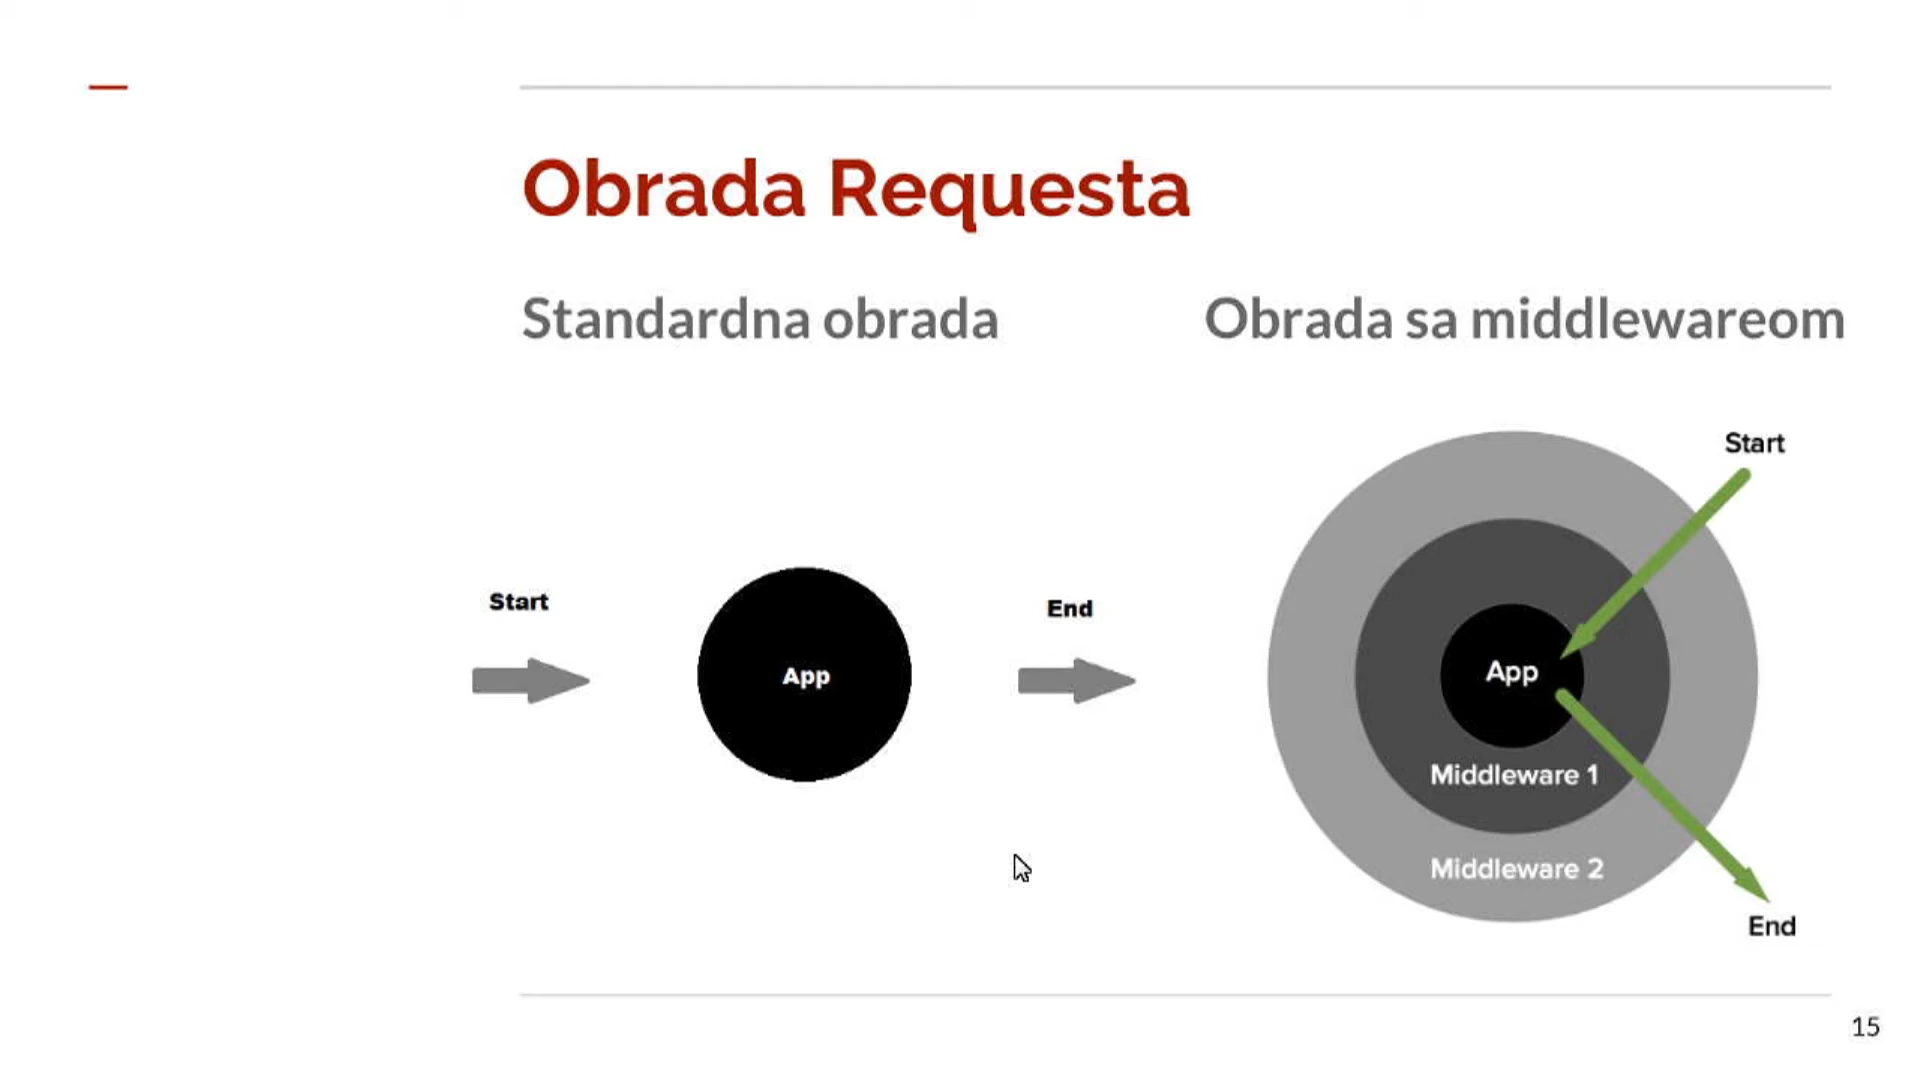 Obrada Requesta
Standardna obrada
Obrada sa middlewareom
Start
App
End
Start
App
Middleware 1
Middleware 2
End
15